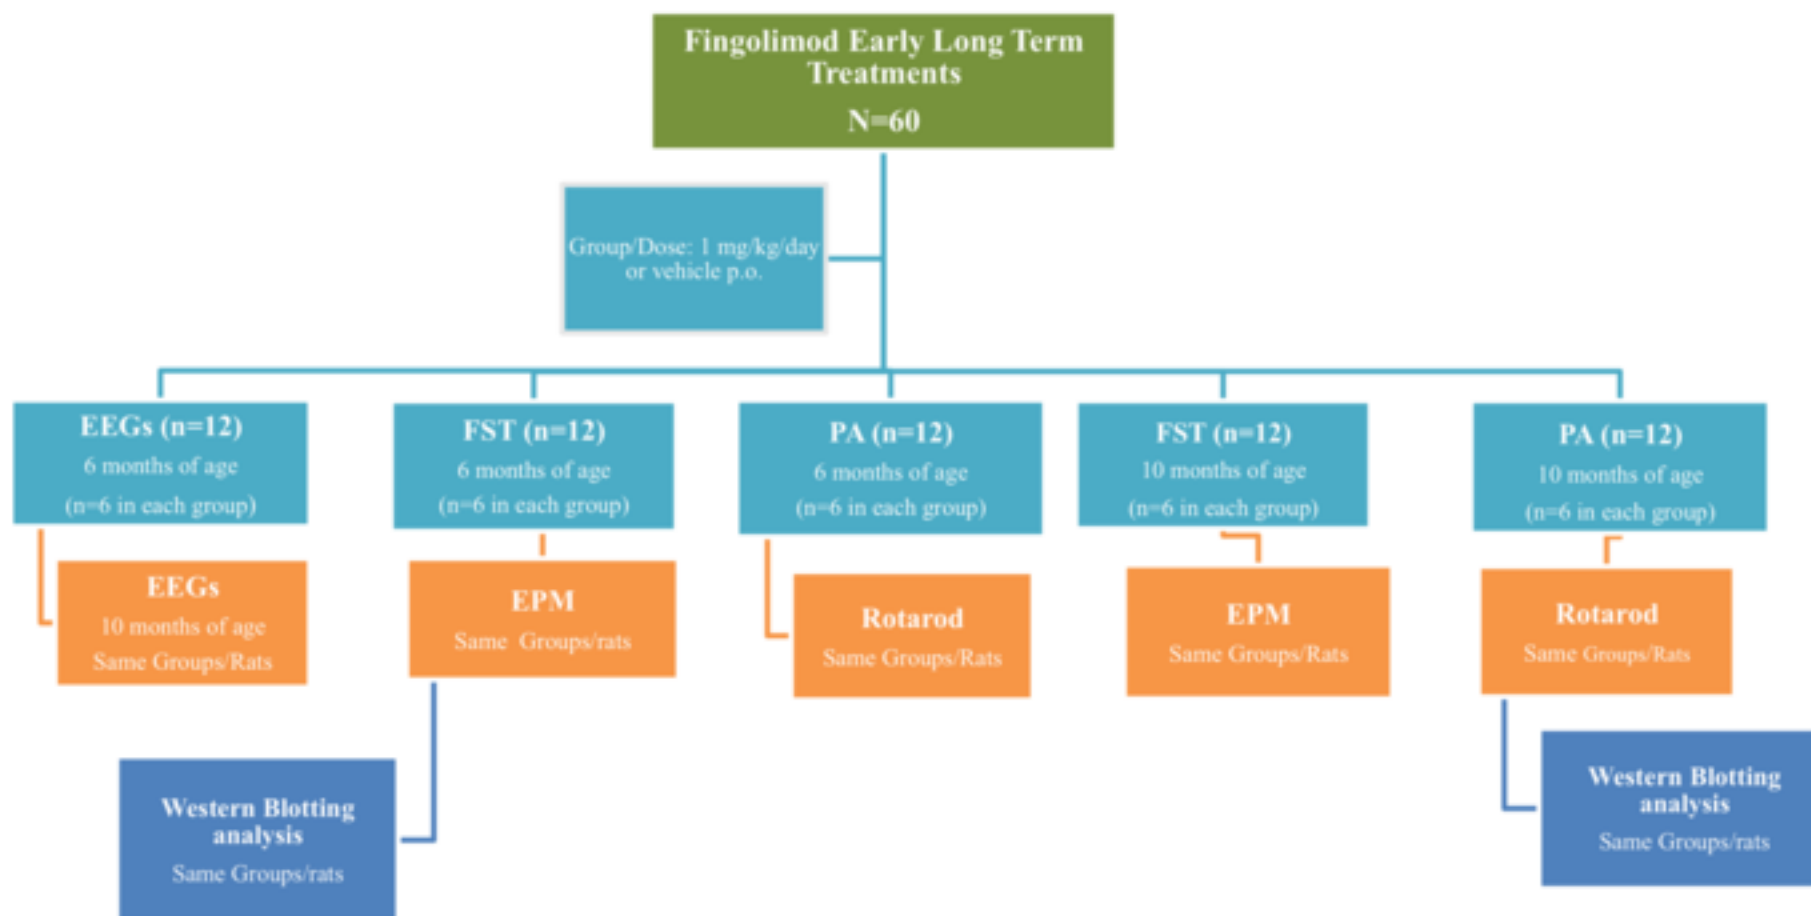 Fingolimod Early Long Term
Treatments
N=60
Group/Dose: 1 mg/kg/day
or vehicle p.o.
EEGs (n=12)
6 months of age
(n=6 in each group)
FST (n=12)
6 months of age
(n=6 in each group)
PA (n=12)
6 months of age
(n=6 in each group)
FST (n=12)
10 months of age
(n=6 in each group)
PA (n=12)
10 months of age
(n=6 in each group)
EEGs
10 months of age
Same Groups/Rats
EPM
Same Groups/rats
Rotarod
Same Groups/Rats
EPM
Same Groups/Rats
Rotarod
Same Groups/Rats
Western Blotting
analysis
Same Groups/rats
Western Blotting
analysis
Same Groups/rats